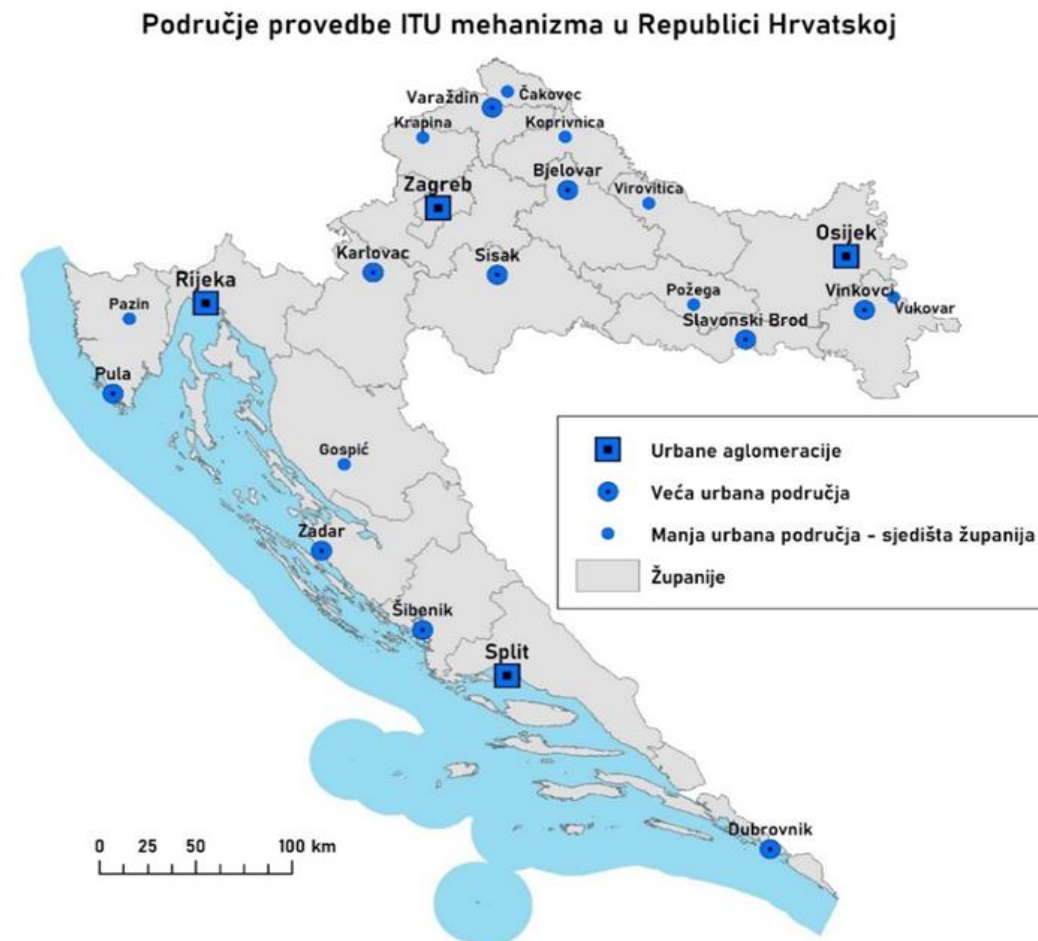 Područje provedbe ITU mehanizma u Republici Hrvatskoj
Čakovec
Varaždin
Krapina
Koprivnica
Bjelovar
Zagreb
Virovitica
Osijek
Karlovac
Sisak
Rijeka
Vinkovci
Pazin
Požega
Vukovar
Slavonski Brod
Pula
Gospić
Urbane aglomeracije
Veća urbana područja
Zadar
Manja urbana područja - sjedišta županija
Županije
Šibenik
Split
Dubrovnik
0 25 50 100 km